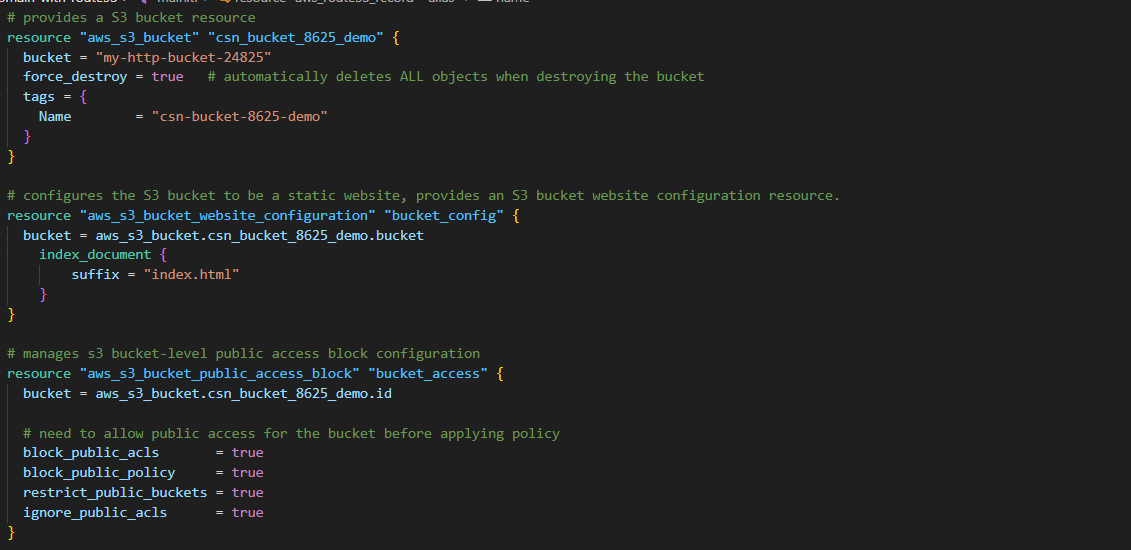 # provides a S3 bucket resource
resource "aws_s3_bucket" "csn_bucket_8625_demo" {
  bucket = "my-http-bucket-24825"
  force_destroy = true   # automatically deletes ALL objects when destroying the bucket
  tags = {
    Name        = "csn-bucket-8625-demo"
  }
}

# configures the S3 bucket to be a static website, provides an S3 bucket website configuration resource.
resource "aws_s3_bucket_website_configuration" "bucket_config" {
  bucket = aws_s3_bucket.csn_bucket_8625_demo.bucket
    index_document {
        suffix = "index.html"
    }
}

# manages s3 bucket-level public access block configuration
resource "aws_s3_bucket_public_access_block" "bucket_access" {
  bucket = aws_s3_bucket.csn_bucket_8625_demo.id

  # need to allow public access for the bucket before applying policy
  block_public_acls       = true
  block_public_policy     = true
  restrict_public_buckets = true
  ignore_public_acls      = true
}